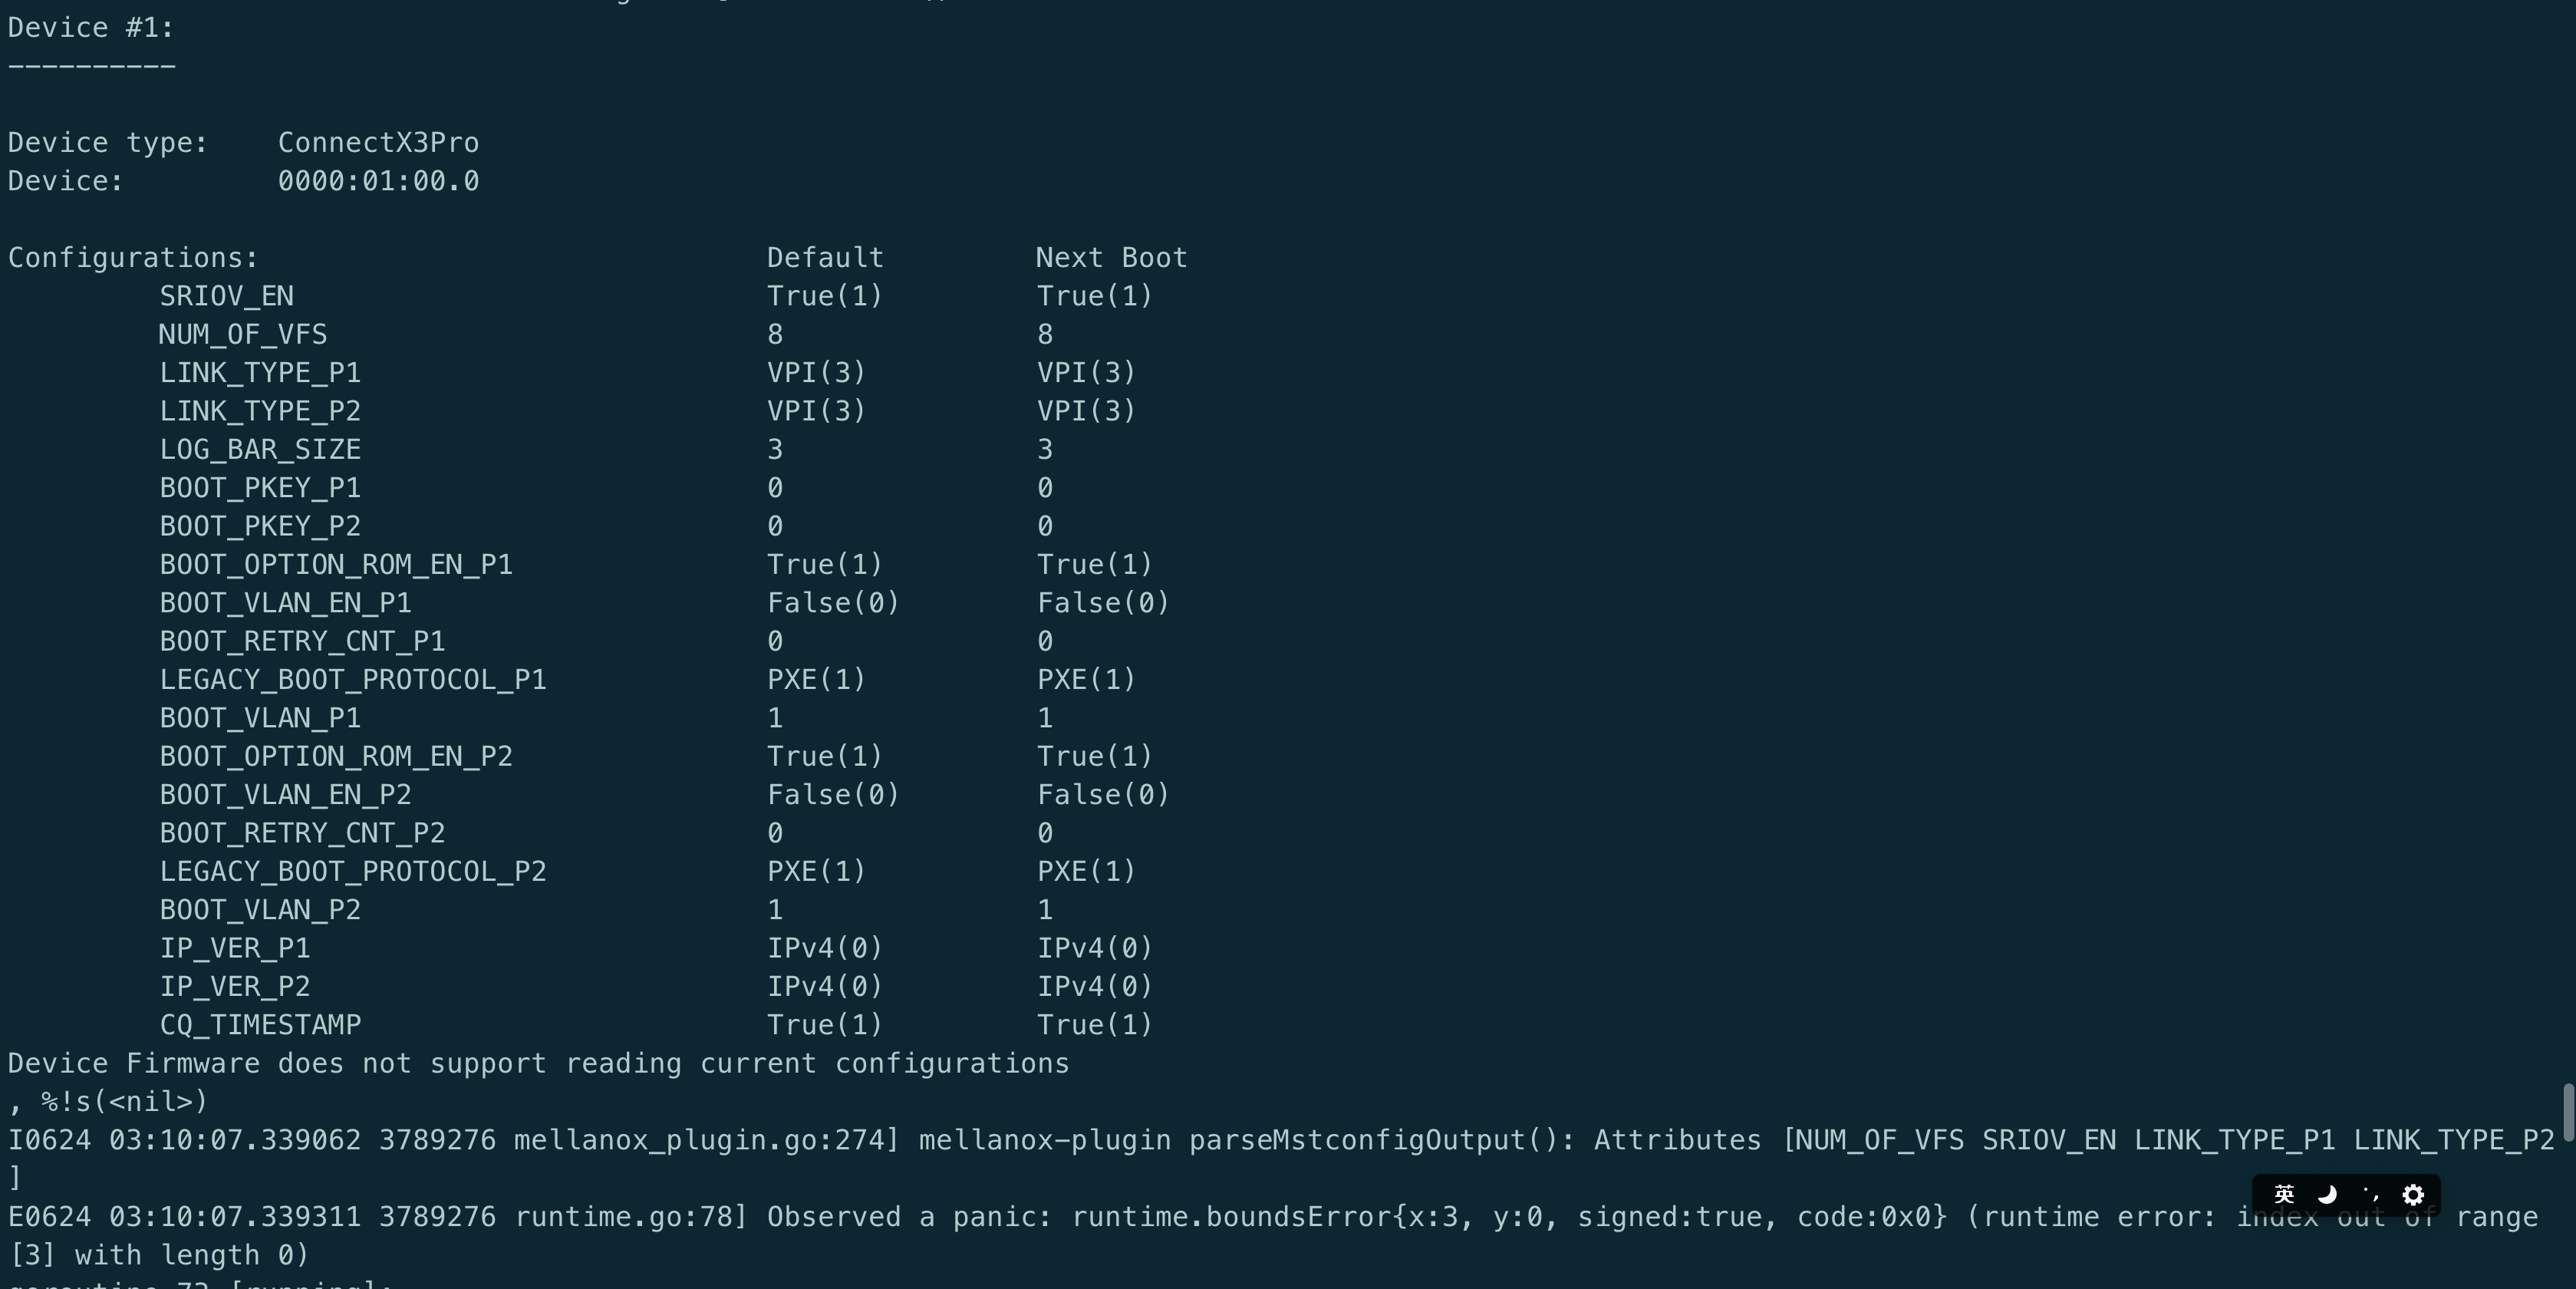 Device #1:
----------
Device type:    ConnectX3Pro
Device:         0000:01:00.0
Configurations:                              Default         Next Boot
         SRIOV_EN                            True(1)         True(1)
         NUM_OF_VFS                          8               8
         LINK_TYPE_P1                        VPI(3)          VPI(3)
         LINK_TYPE_P2                        VPI(3)          VPI(3)
         LOG_BAR_SIZE                        3               3
         BOOT_PKEY_P1                        0               0
         BOOT_PKEY_P2                        0               0
         BOOT_OPTION_ROM_EN_P1               True(1)         True(1)
         BOOT_VLAN_EN_P1                     False(0)        False(0)
         BOOT_RETRY_CNT_P1                   0               0
         LEGACY_BOOT_PROTOCOL_P1             PXE(1)          PXE(1)
         BOOT_VLAN_P1                        1               1
         BOOT_OPTION_ROM_EN_P2               True(1)         True(1)
         BOOT_VLAN_EN_P2                     False(0)        False(0)
         BOOT_RETRY_CNT_P2                   0               0
         LEGACY_BOOT_PROTOCOL_P2             PXE(1)          PXE(1)
         BOOT_VLAN_P2                        1               1
         IP_VER_P1                           IPv4(0)         IPv4(0)
         IP_VER_P2                           IPv4(0)         IPv4(0)
         CQ_TIMESTAMP                        True(1)         True(1)
Device Firmware does not support reading current configurations
, %!s(<nil>)
I0624 03:10:07.339062 3789276 mellanox_plugin.go:274] mellanox-plugin parseMstconfigOutput(): Attributes [NUM_OF_VFS SRIOV_EN LINK_TYPE_P1 LINK_TYPE_P2
]
英
E0624 03:10:07.339311 3789276 runtime.go:78] Observed a panic: runtime.boundsError{x:3, y:0, signed:true, code:0x0} (runtime error: index out of range
[3] with length 0)